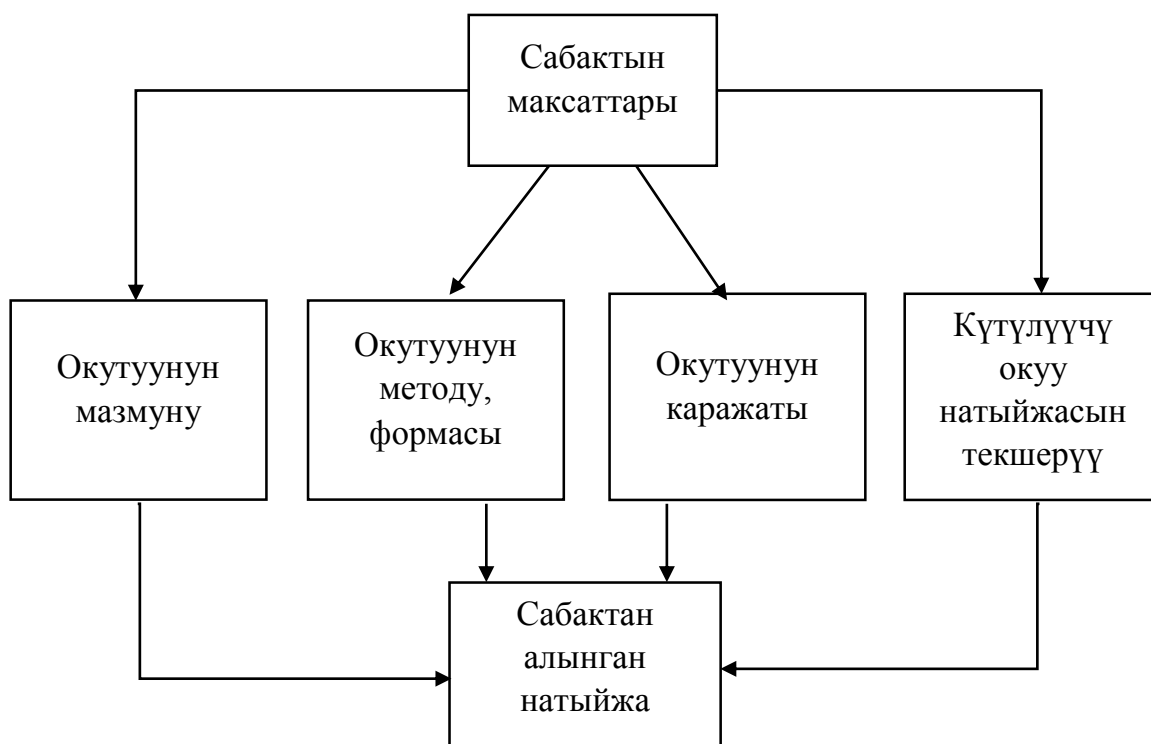 Сабактын
максаттары
Окутуунун
мазмуну
Окутуунун
методу,
формасы
Окутуунун
каражаты
Күтүлүүчү
окуу
натыйжасын
текшерүү
Сабактан
алынган
натыйжа